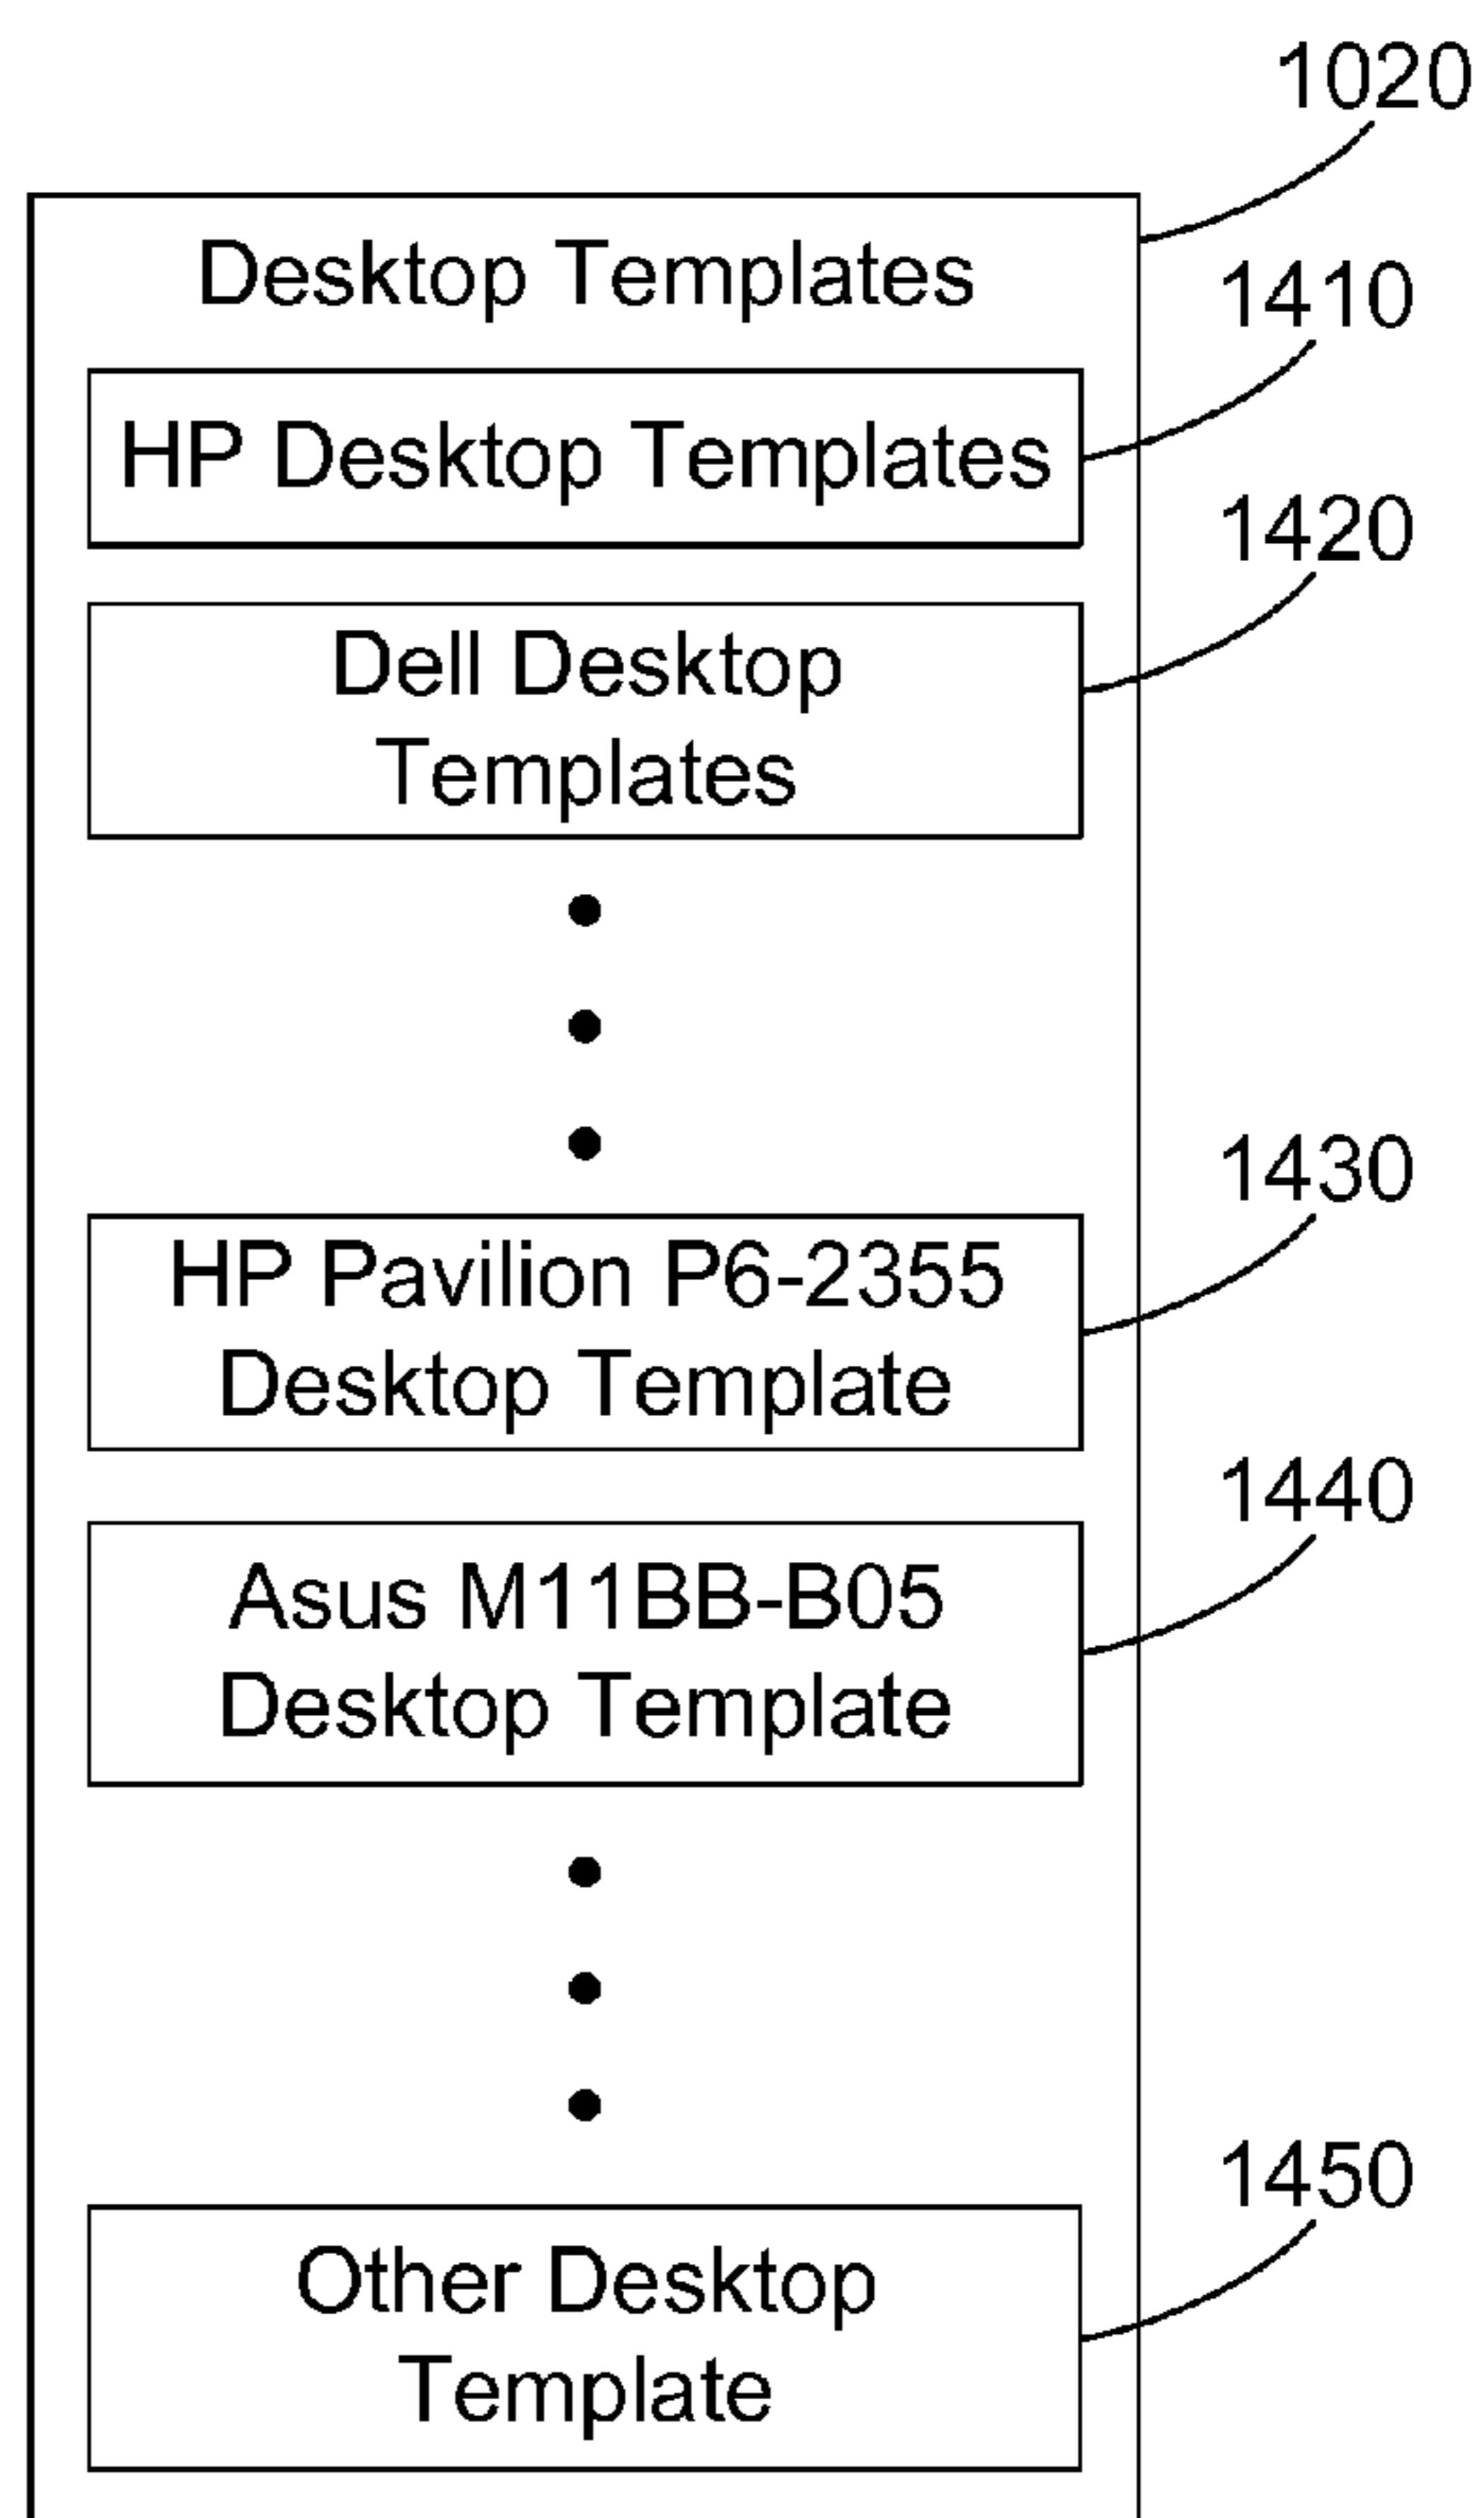 1020
Desktop Templates
1410
HP Desktop Templates
1420
Dell Desktop
Templates
1430
HP Pavilion P6-2355
Desktop Template
1440
Asus M11BB-B05
Desktop Template
1450
Other Desktop
Template